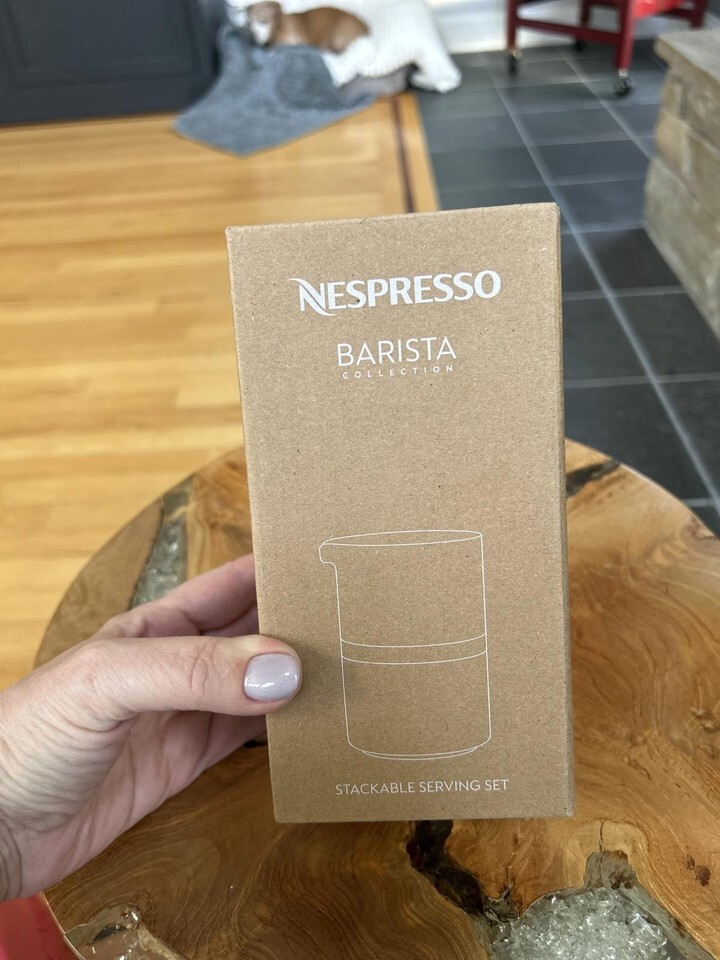 NESPRESSO
BARISTA
COLLECTION
STACKABLE SERVING SET